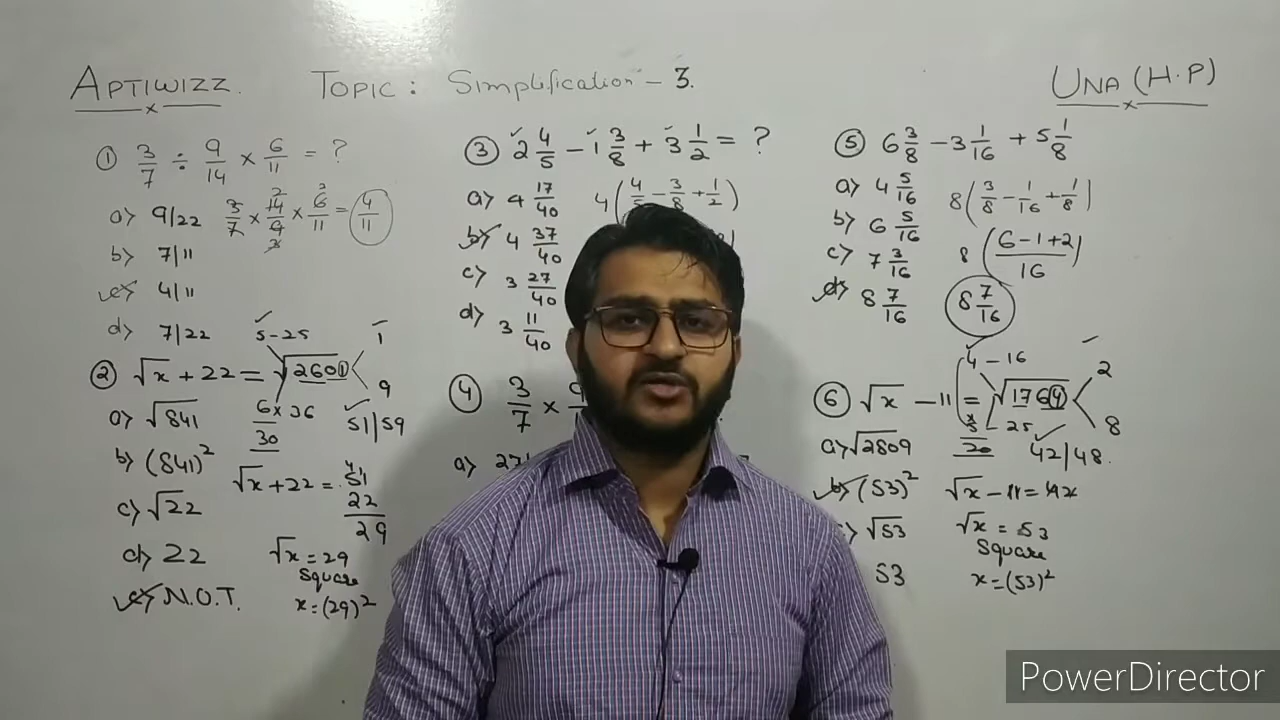 APTIWIZZ. TOPIC: Simplification - 3. UNA (H.P)
① 3/7 ÷ 9/14 × 6/11 = ?
a) 9/22 3/7 × 14/9 × 6/11 = 4/11
b) 7/11
c) 4/11
d) 7/22
② √x + 22 = √2601
5-25
1
9
6 × 36
30
51/59
a) √841
b) (841)²
c) √22
d) 22
e) N.O.T.
√x + 22 = 51
22
29
√x = 29
Square
x = (29)²
③ 2 4/5 - 1 3/8 + 3 1/2 = ?
a) 4 17/40
b) 4 37/40
c) 3 27/40
d) 3 11/40
4(4/5 - 3/8 + 1/2)
④ 3/7 ×
a)
⑤ 6 3/8 - 3 1/16 + 5 1/8
a) 4 5/16 8(3/8 - 1/16 + 1/8)
b) 6 5/16
c) 7 3/16 8(6-1+2/16)
d) 8 7/16 8 7/16
⑥ √x - 11 = √1764
4-16
2
8
25
20
42/48.
a) √2809
b) (53)² √x - 11 = 42
c) √53 √x = 53
Square
53 x = (53)²
PowerDirector